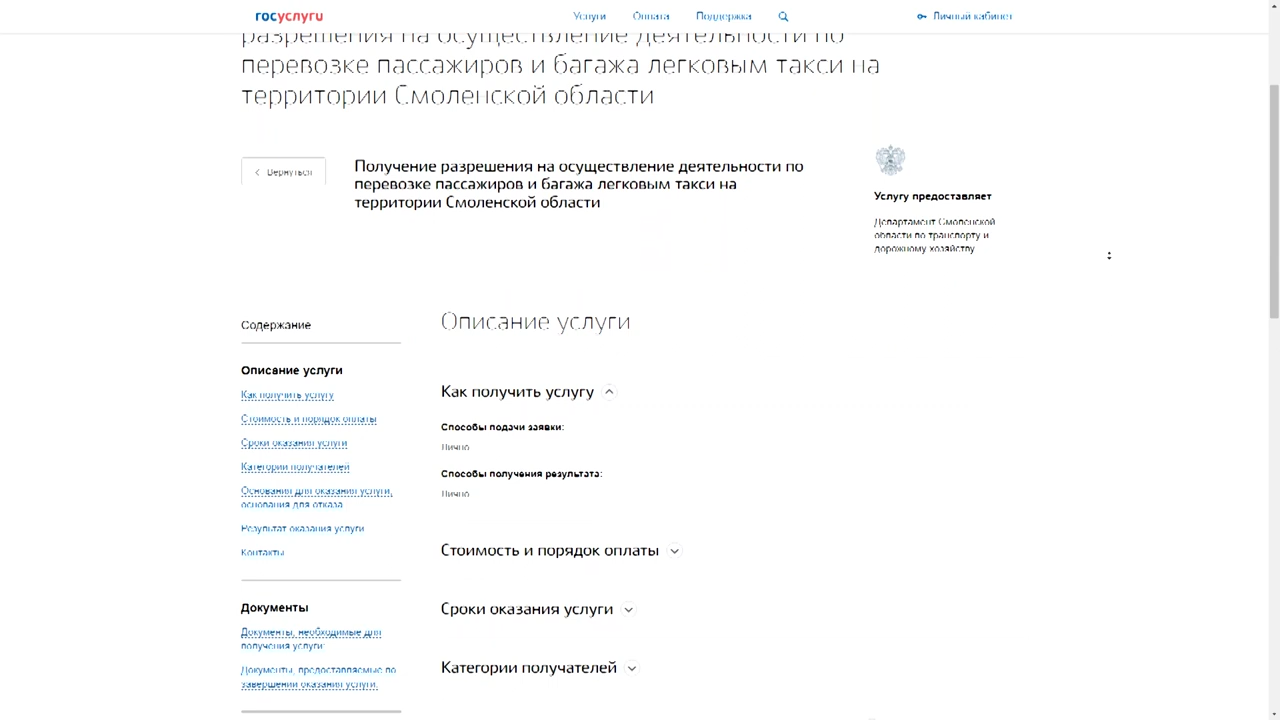 госуслуги
Услуги
Оплата
Поддержка
Личный кабинет
разрешения на осуществление деятельности по
перевозке пассажиров и багажа легковым такси на
территории Смоленской области
Вернуться
Получение разрешения на осуществление деятельности по
перевозке пассажиров и багажа легковым такси на
территории Смоленской области
Услугу предоставляет
Департамент Смоленской
области по транспорту и
дорожному хозяйству
Содержание
Описание услуги
Как получить услугу
Стоимость и порядок оплаты
Сроки оказания услуги
Категории получателей
Основания для оказания услуги,
основания для отказа
Результат оказания услуги
Контакты
Документы
Документы, необходимые для
получения услуги:
Документы, предоставляемые по
завершении оказания услуги:
Описание услуги
Как получить услугу
Способы подачи заявки:
Лично
Способы получения результата:
Лично
Стоимость и порядок оплаты
Сроки оказания услуги
Категории получателей